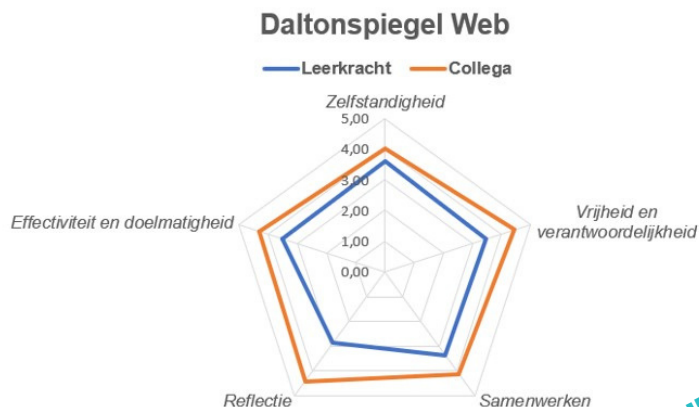 Daltonspiegel Web
Leerkracht Collega
Zelfstandigheid
5,00
4,00
3,00
2,00
1,00
0,00
Effectiviteit en doelmatigheid
Vrijheid en
verantwoordelijkheid
Reflectie
Samenwerken